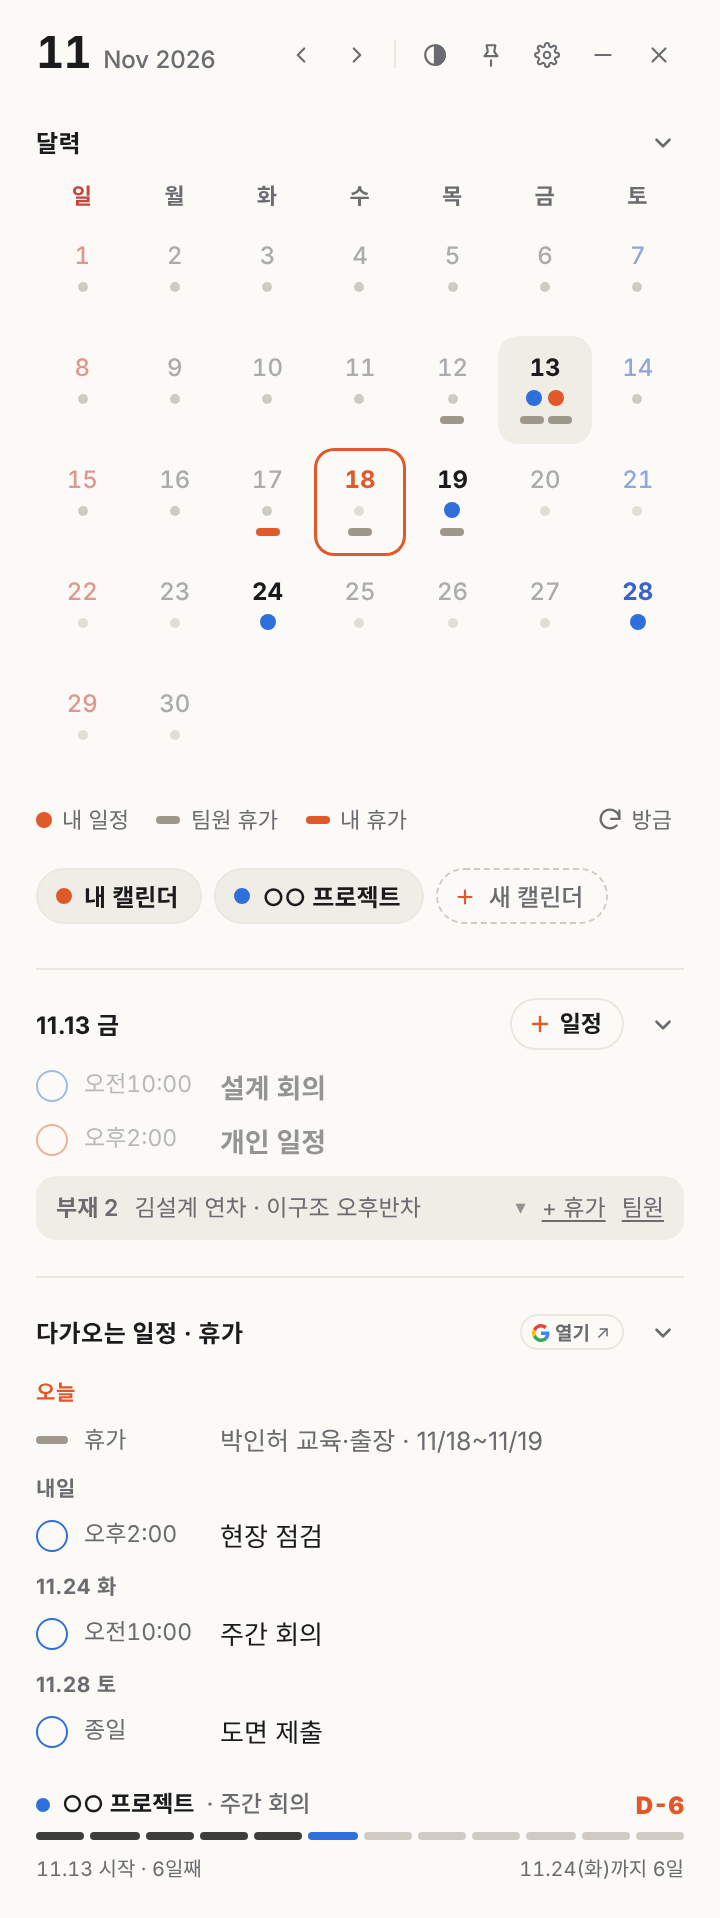 11 Nov 2026
달력
일 월 화 수 목 금 토
1 2 3 4 5 6 7
8 9 10 11 12 13 14
15 16 17 18 19 20 21
22 23 24 25 26 27 28
29 30
내 일정 팀원 휴가 내 휴가 방금
내 캘린더 ○○ 프로젝트 + 새 캘린더
11.13 금 + 일정
오전10:00 설계 회의
오후2:00 개인 일정
부재 2 김설계 연차 · 이구조 오후반차 ▾ + 휴가 팀원
다가오는 일정 · 휴가 G 열기 ↗
오늘
휴가 박인허 교육·출장 · 11/18~11/19
내일
오후2:00 현장 점검
11.24 화
오전10:00 주간 회의
11.28 토
종일 도면 제출
○○ 프로젝트 · 주간 회의 D-6
11.13 시작 · 6일째 11.24(화)까지 6일